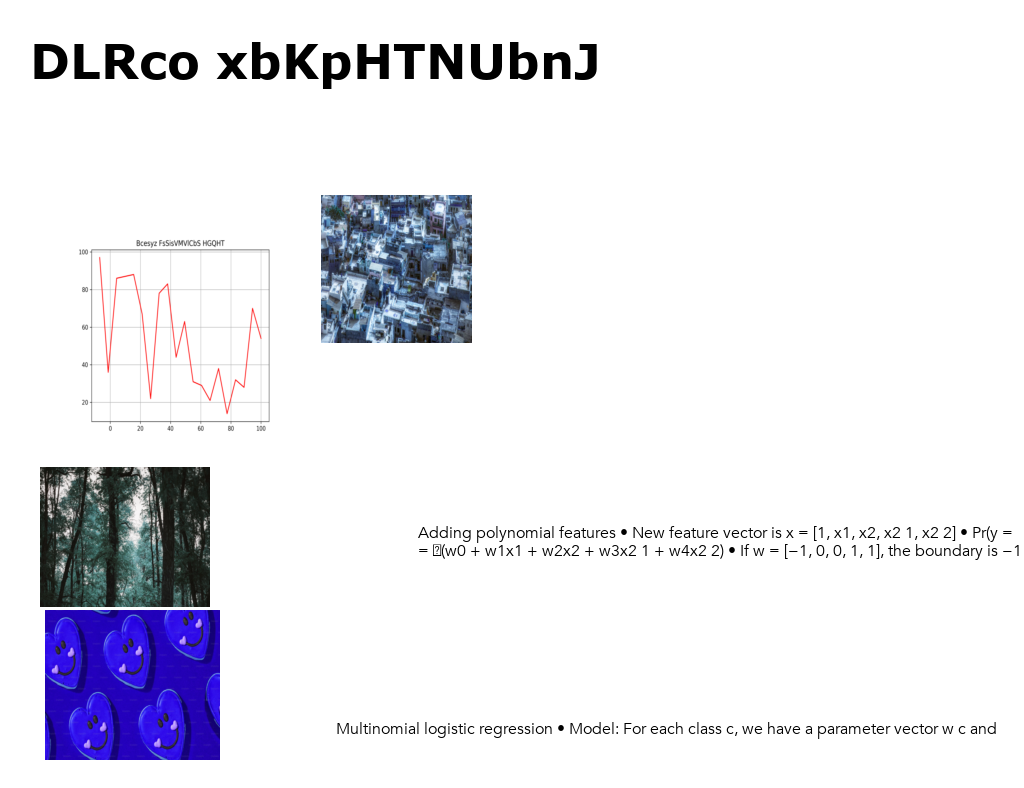 DLRco xbKpHTNUbnJ
Bcesyz FsSisVMVlCbS HGQHT
100
80
60
40
20
0 20 40 60 80 100
Adding polynomial features • New feature vector is x = [1, x1, x2, x2 1, x2 2] • Pr(y =
= (w0 + w1x1 + w2x2 + w3x2 1 + w4x2 2) • If w = [−1, 0, 0, 1, 1], the boundary is −1
Multinomial logistic regression • Model: For each class c, we have a parameter vector w c and